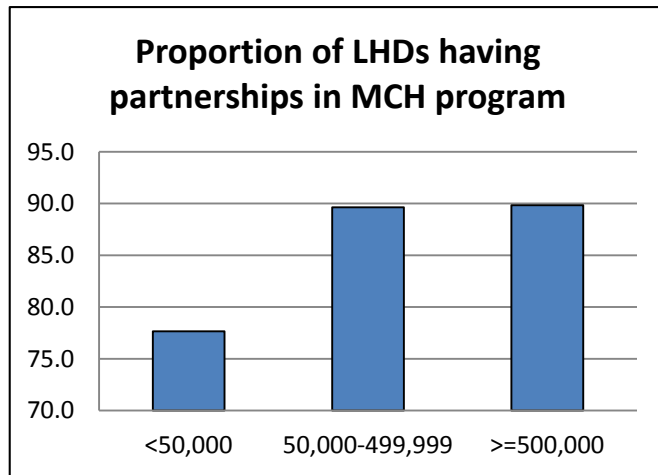 Proportion of LHDs having
partnerships in MCH program
95.0
90.0
85.0
80.0
75.0
70.0
<50,000 50,000-499,999 >=500,000